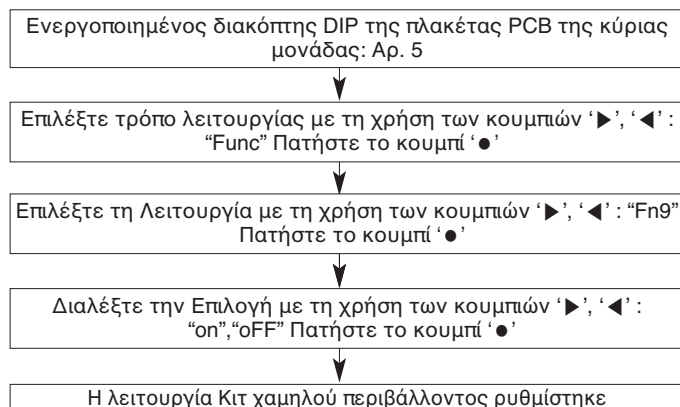 Ενεργοποιημένος διακόπτης DIP της πλακέτας PCB της κύριας
μονάδας: Αρ. 5
Επιλέξτε τρόπο λειτουργίας με τη χρήση των κουμπιών ‘▶’, ‘◀’ :
“Func” Πατήστε το κουμπί ‘●’
Επιλέξτε τη Λειτουργία με τη χρήση των κουμπιών ‘▶’, ‘◀’ : “Fn9”
Πατήστε το κουμπί ‘●’
Διαλέξτε την Επιλογή με τη χρήση των κουμπιών ‘▶’, ‘◀’ :
“on”,“oFF” Πατήστε το κουμπί ‘●’
Η λειτουργία Κιτ χαμηλού περιβάλλοντος ρυθμίστηκε